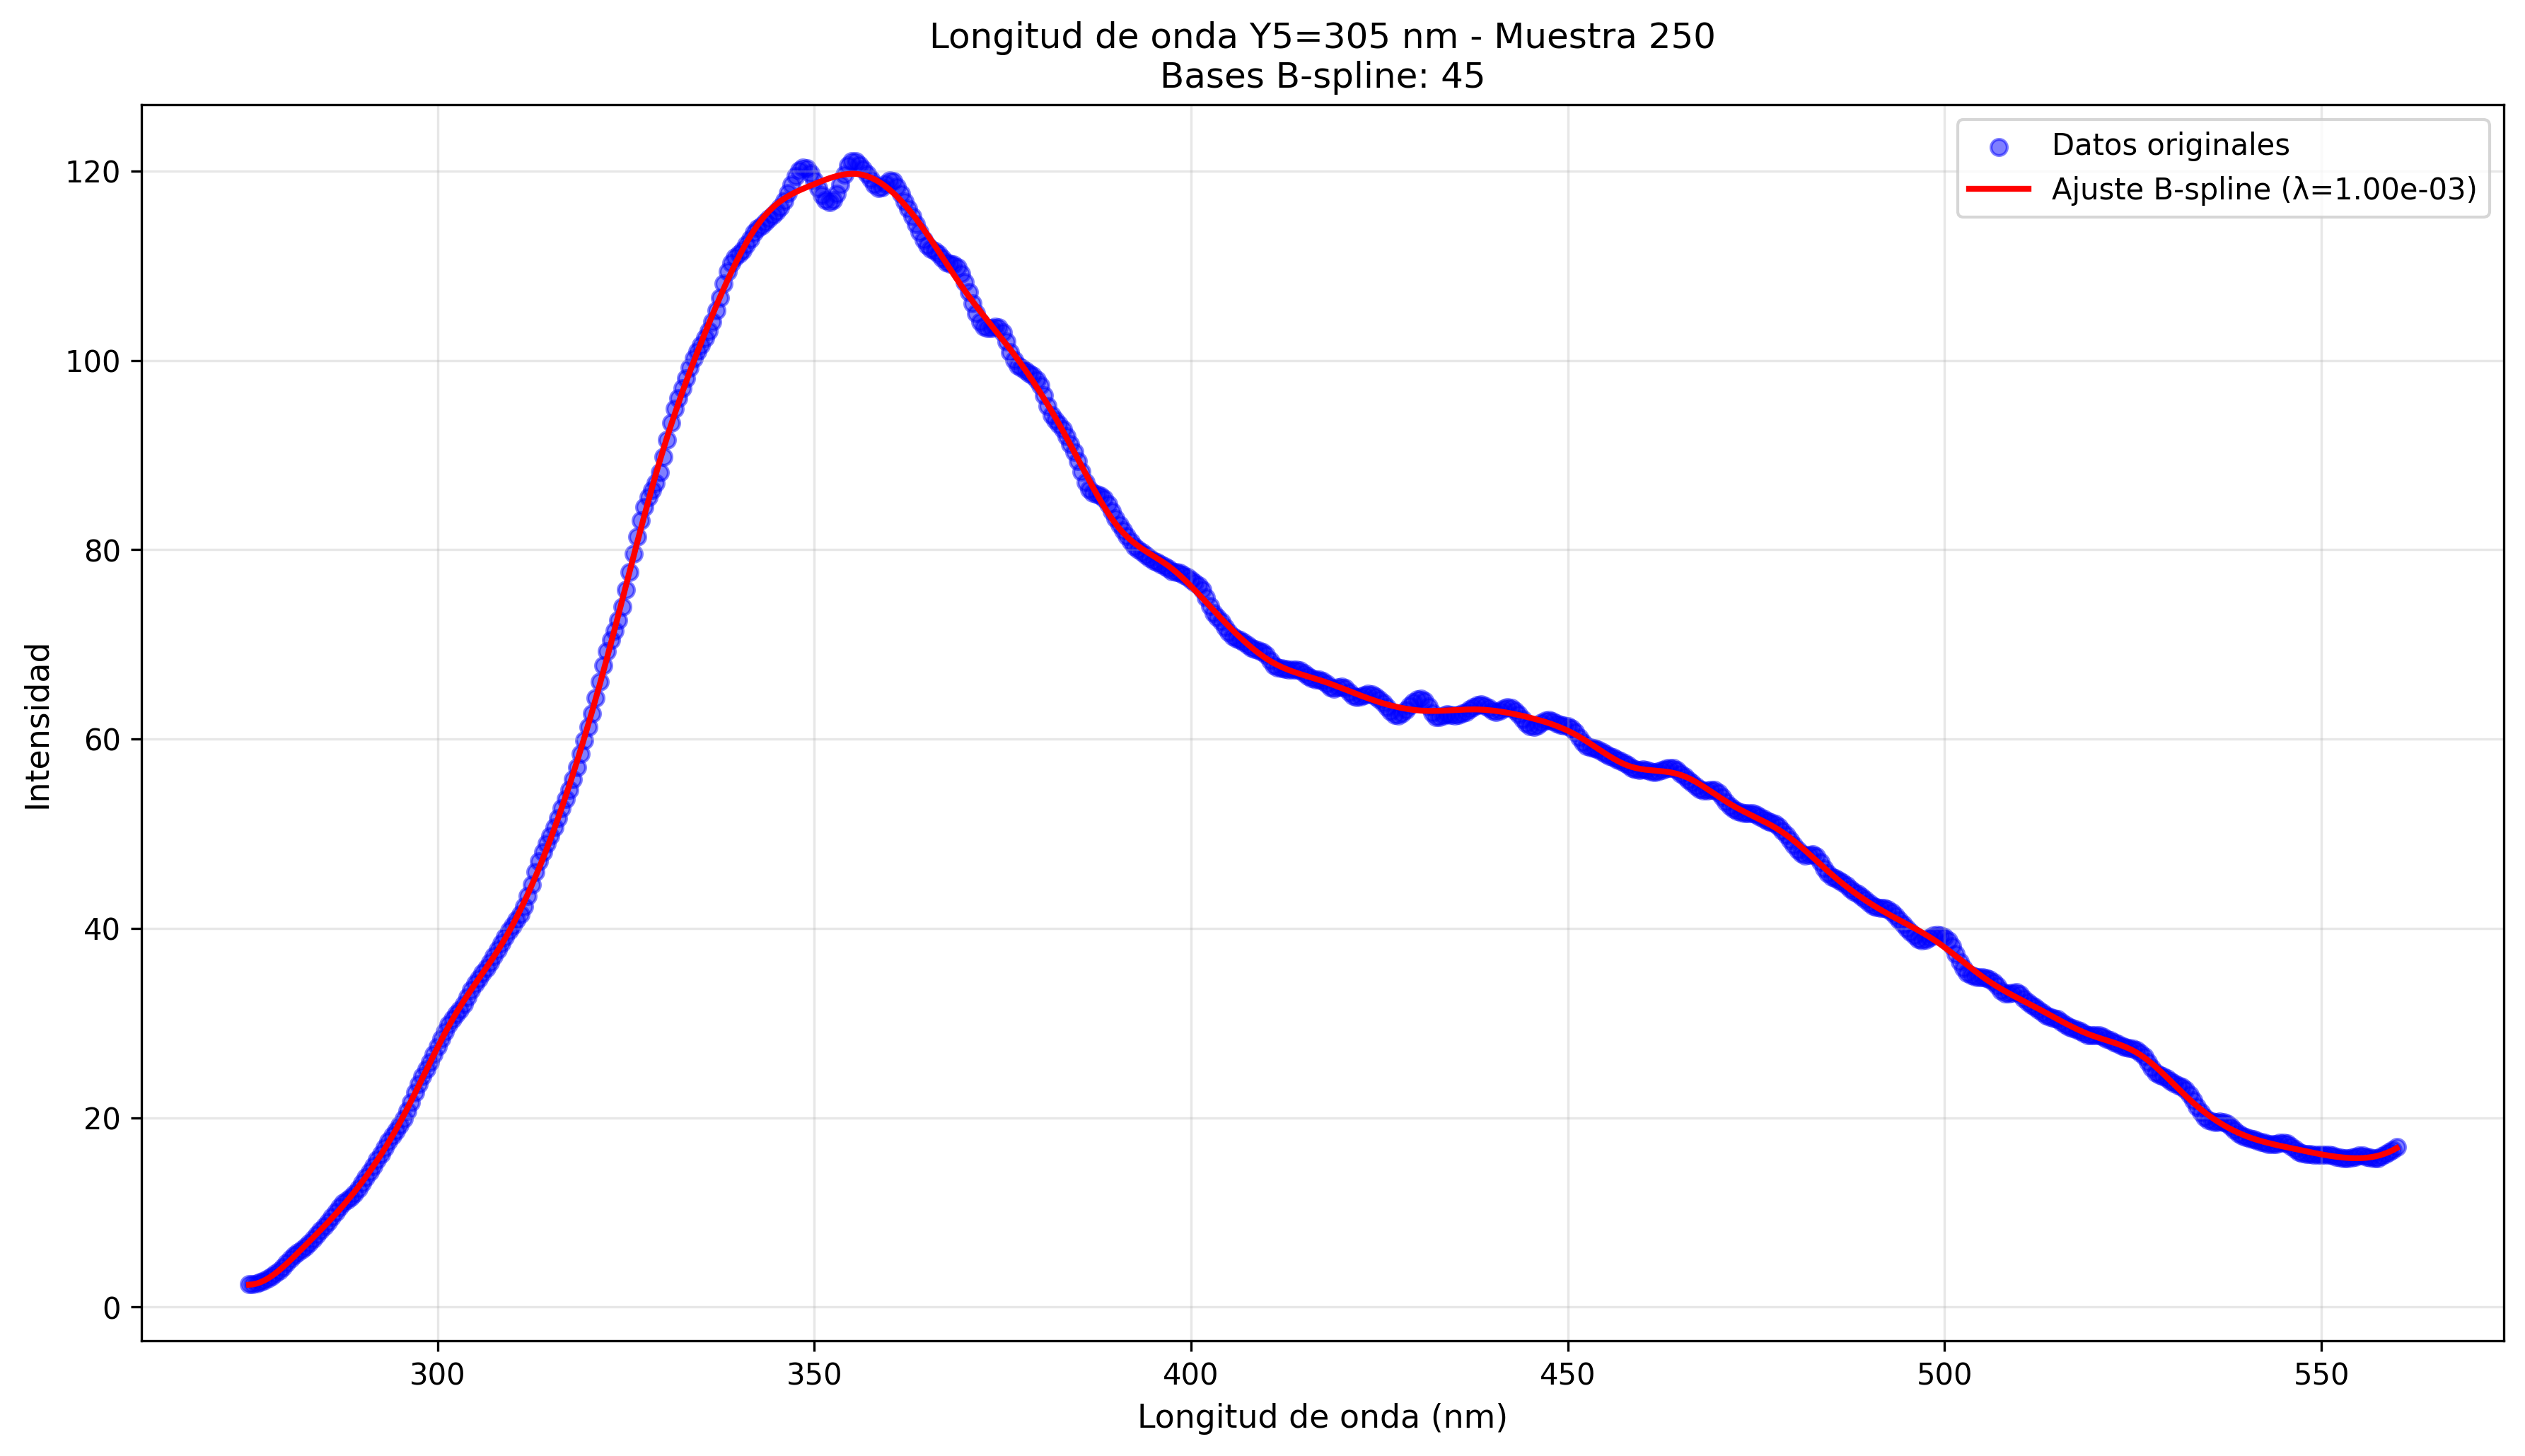 Longitud de onda Y5=305 nm - Muestra 250
Bases B-spline: 45
Datos originales
Ajuste B-spline (λ=1.00e-03)
Intensidad
120
100
80
60
40
20
0
300
350
400
450
500
550
Longitud de onda (nm)